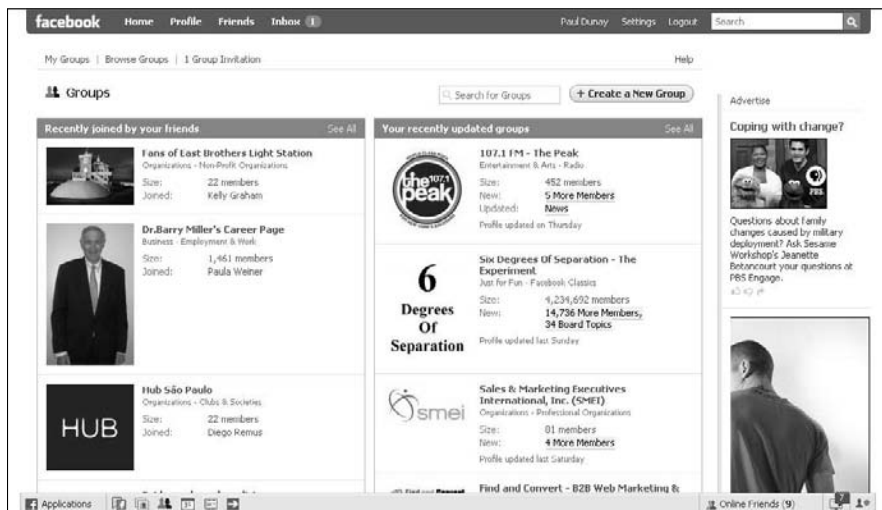 facebook Home Profile Friends Inbox 1 Paul Dunay Settings Logout Search
My Groups | Browse Groups | 1 Group Invitation Help
Groups Search for Groups + Create a New Group
Recently joined by your friends See All
Fans of East Brothers Light Station
Organizations - Non-Profit Organizations
Size: 22 members
Joined: Kelly Graham
Dr.Barry Miller's Career Page
Business - Employment & Work
Size: 1,461 members
Joined: Paula Weiner
HUB
Hub São Paulo
Organizations - Clubs & Societies
Size: 22 members
Joined: Diego Remus
Your recently updated groups See All
the peak 107.1
107.1 FM - The Peak
Entertainment & Arts - Radio
Size: 452 members
New: 5 More Members
Updated: News
Profile updated on Thursday
6
Degrees
Of
Separation
Six Degrees Of Separation - The
Experiment
Just for Fun - Facebook Classics
Size: 4,234,692 members
New: 14,736 More Members,
34 Board Topics
Profile updated last Sunday
smei
Sales & Marketing Executives
International, Inc. (SMEI)
Organizations - Professional Organizations
Size: 81 members
New: 4 More Members
Profile updated last Saturday
Find and Convert - B2B Web Marketing &
Advertise
Coping with change?
PBS
Questions about family
changes caused by military
deployment? Ask Sesame
Workshop's Jeanette
Betancourt your questions at
PBS Engage.
Applications 31 Online Friends (9) 7